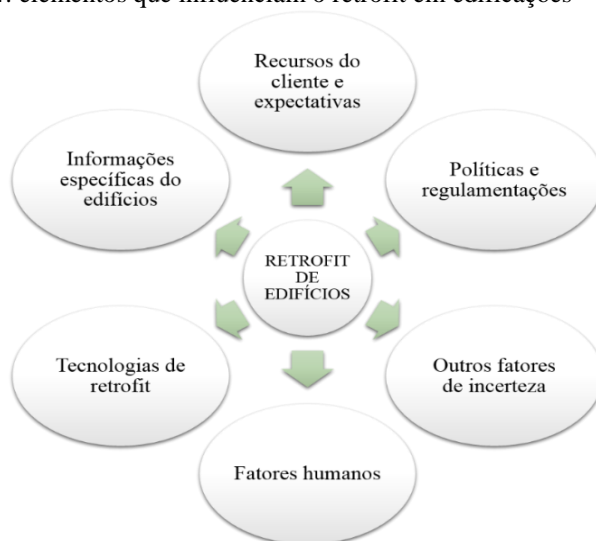 elementos que influenciam o retrofit em edificações
Recursos do
cliente e
expectativas
Informações
específicas do
edifícios
Políticas e
regulamentações
RETROFIT
DE
EDIFÍCIOS
Tecnologias de
retrofit
Outros fatores
de incerteza
Fatores humanos